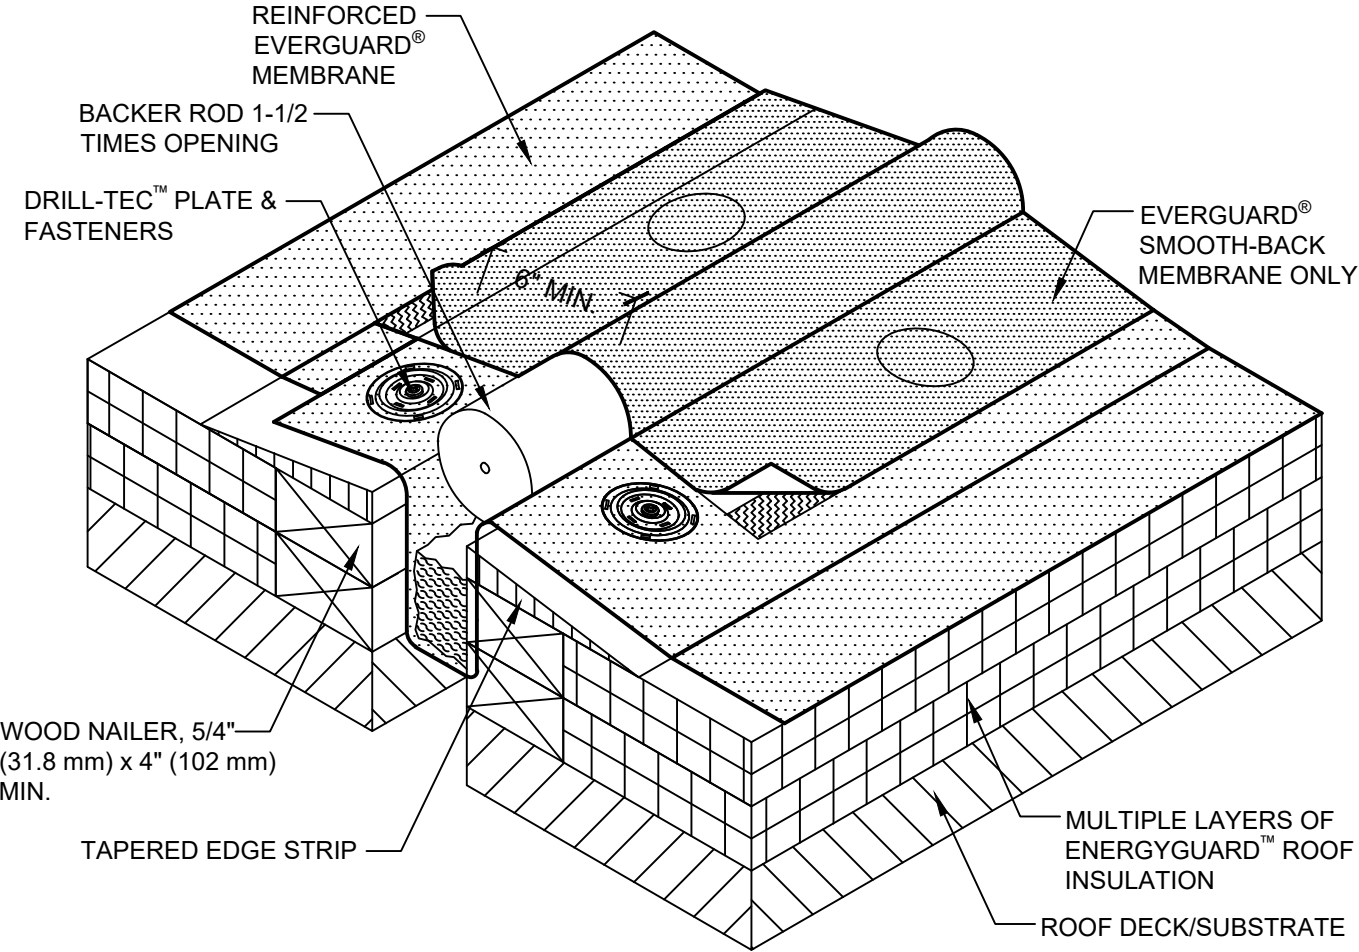 REINFORCED
EVERGUARD®
MEMBRANE
BACKER ROD 1-1/2
TIMES OPENING
DRILL-TEC™ PLATE &
FASTENERS
6" MIN.
EVERGUARD®
SMOOTH-BACK
MEMBRANE ONLY
WOOD NAILER, 5/4"
(31.8 mm) x 4" (102 mm)
MIN.
TAPERED EDGE STRIP
MULTIPLE LAYERS OF
ENERGYGUARD™ ROOF
INSULATION
ROOF DECK/SUBSTRATE